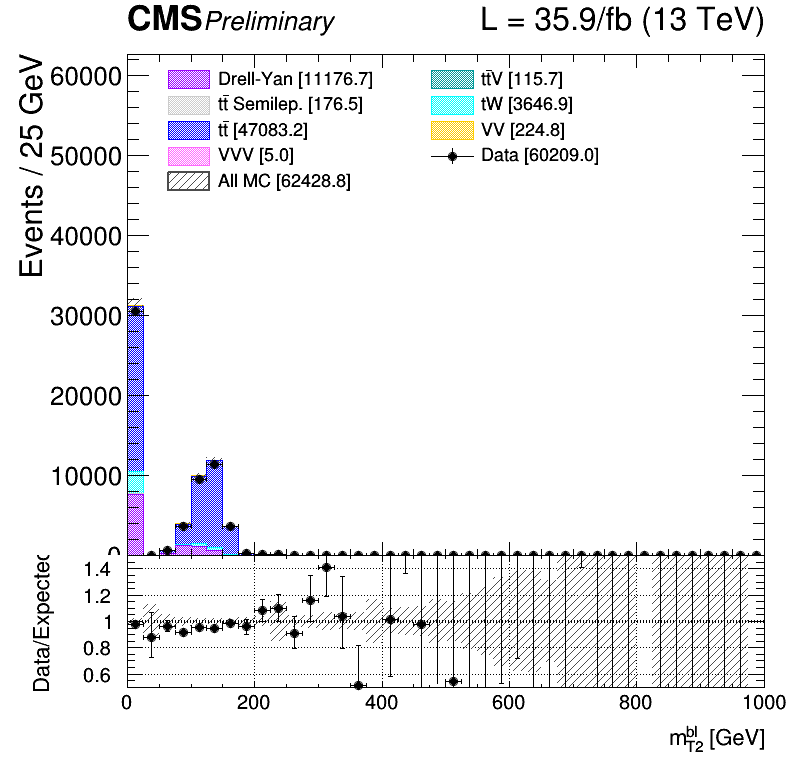 CMS Preliminary L = 35.9/fb (13 TeV)
Events / 25 GeV
60000
50000
40000
30000
20000
10000
0
Drell-Yan [11176.7]
tt̄ Semilep. [176.5]
tt̄ [47083.2]
VVV [5.0]
All MC [62428.8]
tt̄V [115.7]
tW [3646.9]
VV [224.8]
Data [60209.0]
Data/Expected
1.4
1.2
1
0.8
0.6
0 200 400 600 800 1000
m_{T2}^{bl} [GeV]